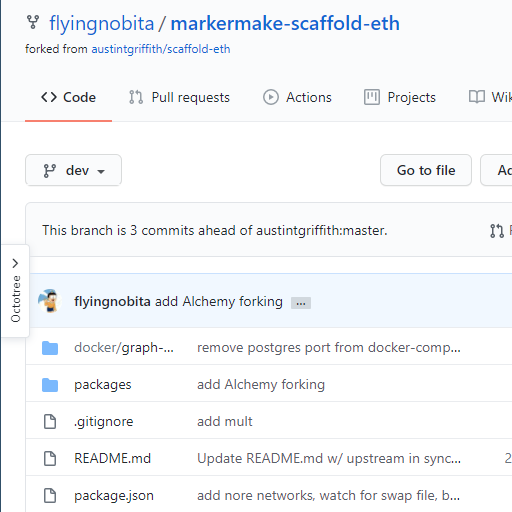 flyingnobita / markermake-scaffold-eth
forked from austintgriffith/scaffold-eth
Code Pull requests Actions Projects Wik
dev Go to file Ad
This branch is 3 commits ahead of austintgriffith:master.
Octotree
flyingnobita add Alchemy forking ...
docker/graph-... remove postgres port from docker-comp...
packages add Alchemy forking
.gitignore add mult
README.md Update README.md w/ upstream in sync... 2
package.json add nore networks, watch for swap file, b...